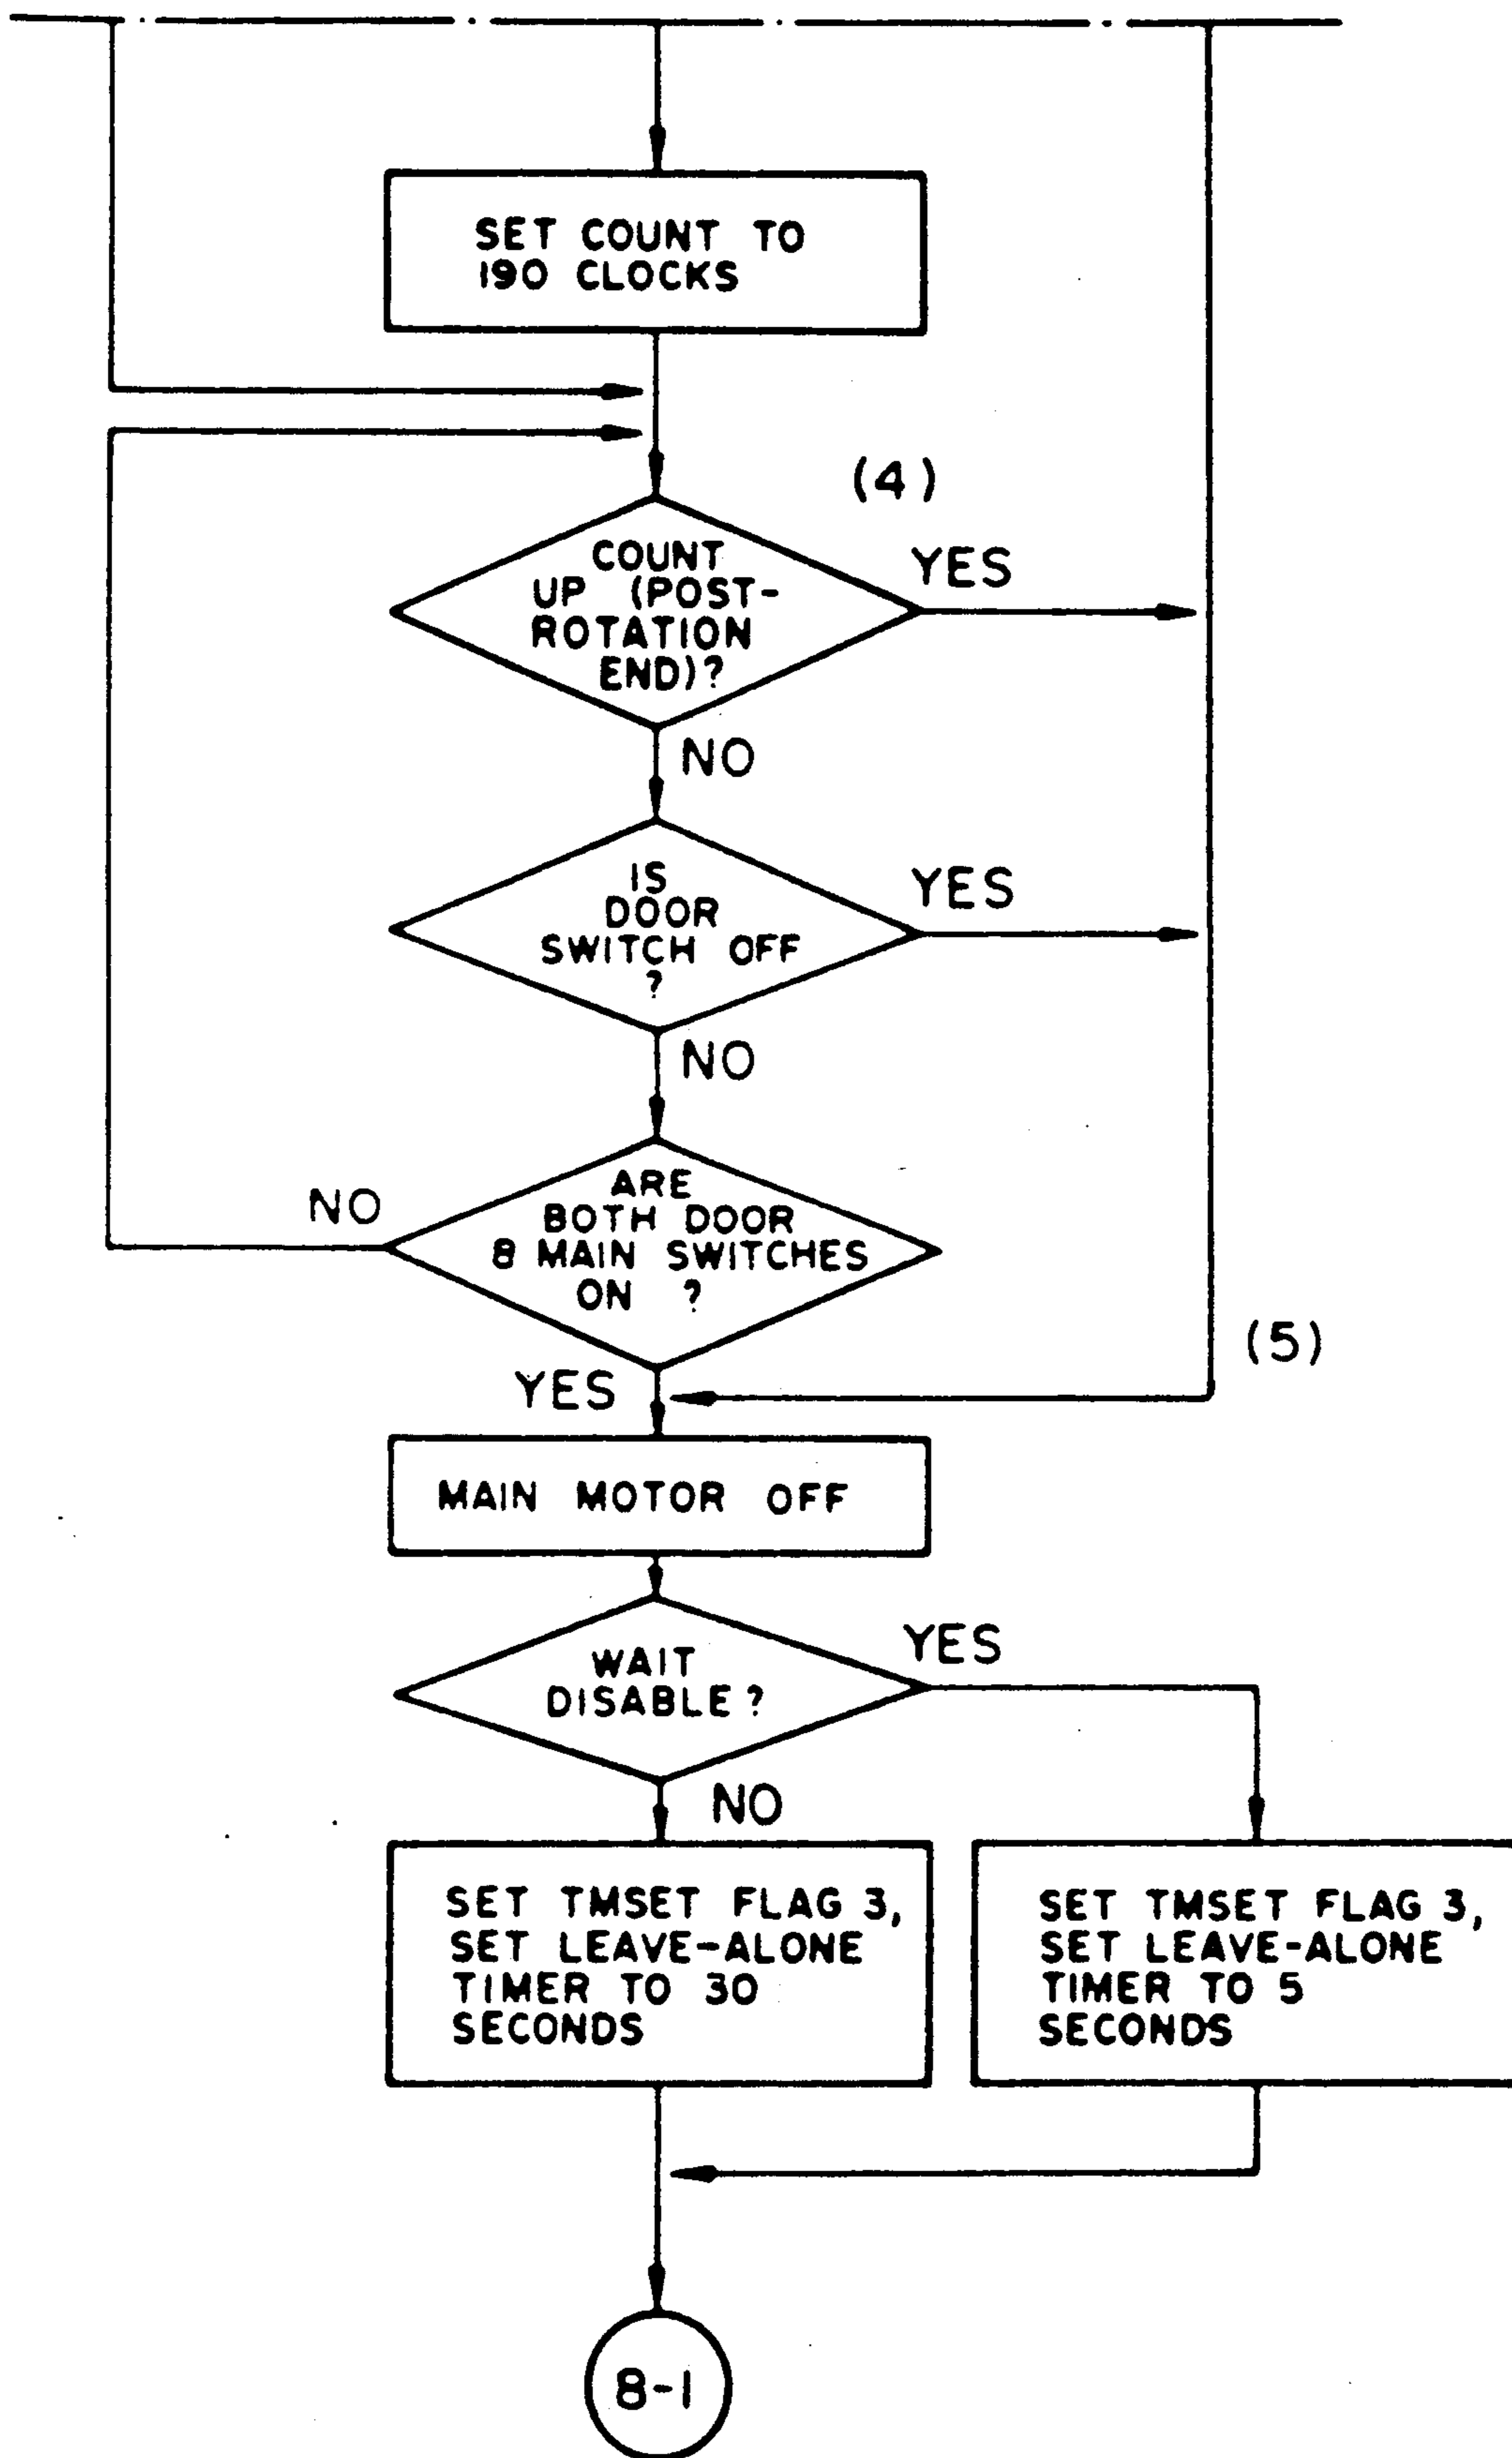 SET COUNT TO
190 CLOCKS
(4)
COUNT
UP (POST-
ROTATION
END)?
YES
NO
IS
DOOR
SWITCH OFF
?
YES
NO
ARE
BOTH DOOR
& MAIN SWITCHES
ON ?
NO
(5)
YES
MAIN MOTOR OFF
WAIT
DISABLE?
YES
NO
SET TMSET FLAG 3,
SET LEAVE-ALONE
TIMER TO 30
SECONDS
SET TMSET FLAG 3,
SET LEAVE-ALONE
TIMER TO 5
SECONDS
8-1